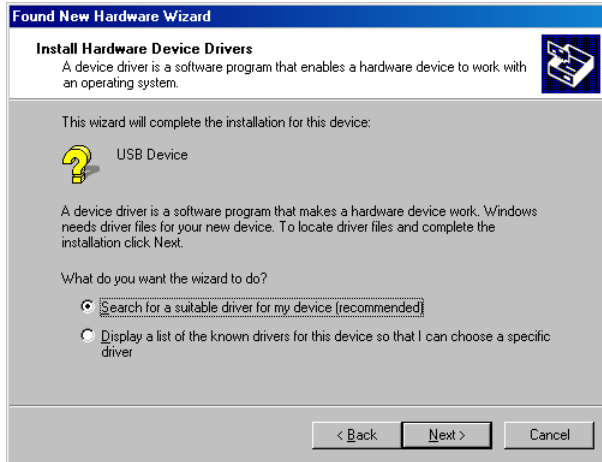 Found New Hardware Wizard
Install Hardware Device Drivers
A device driver is a software program that enables a hardware device to work with
an operating system.
This wizard will complete the installation for this device:
USB Device
A device driver is a software program that makes a hardware device work. Windows
needs driver files for your new device. To locate driver files and complete the
installation click Next.
What do you want the wizard to do?
Search for a suitable driver for my device (recommended)
Display a list of the known drivers for this device so that I can choose a specific
driver
< Back Next > Cancel